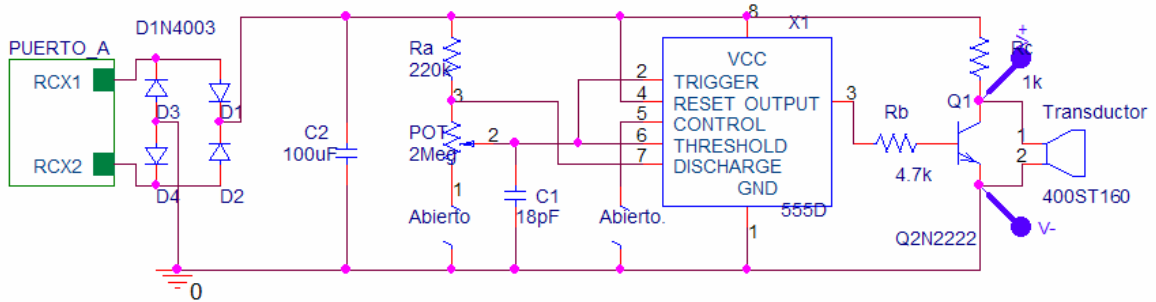 D1N4003
PUERTO_A
RCX1
RCX2
D3
D1
D4
D2
0
C2
100uF
Ra
220k
3
POT
2Meg
2
1
Abierto
C1
18pF
Abierto.
8
X1
VCC
2
TRIGGER
4
RESET OUTPUT
3
5
CONTROL
6
THRESHOLD
7
DISCHARGE
GND
555D
1
Rb
4.7k
Q1
Q2N2222
Rc
1k
V+
Transductor
1
2
400ST160
V-